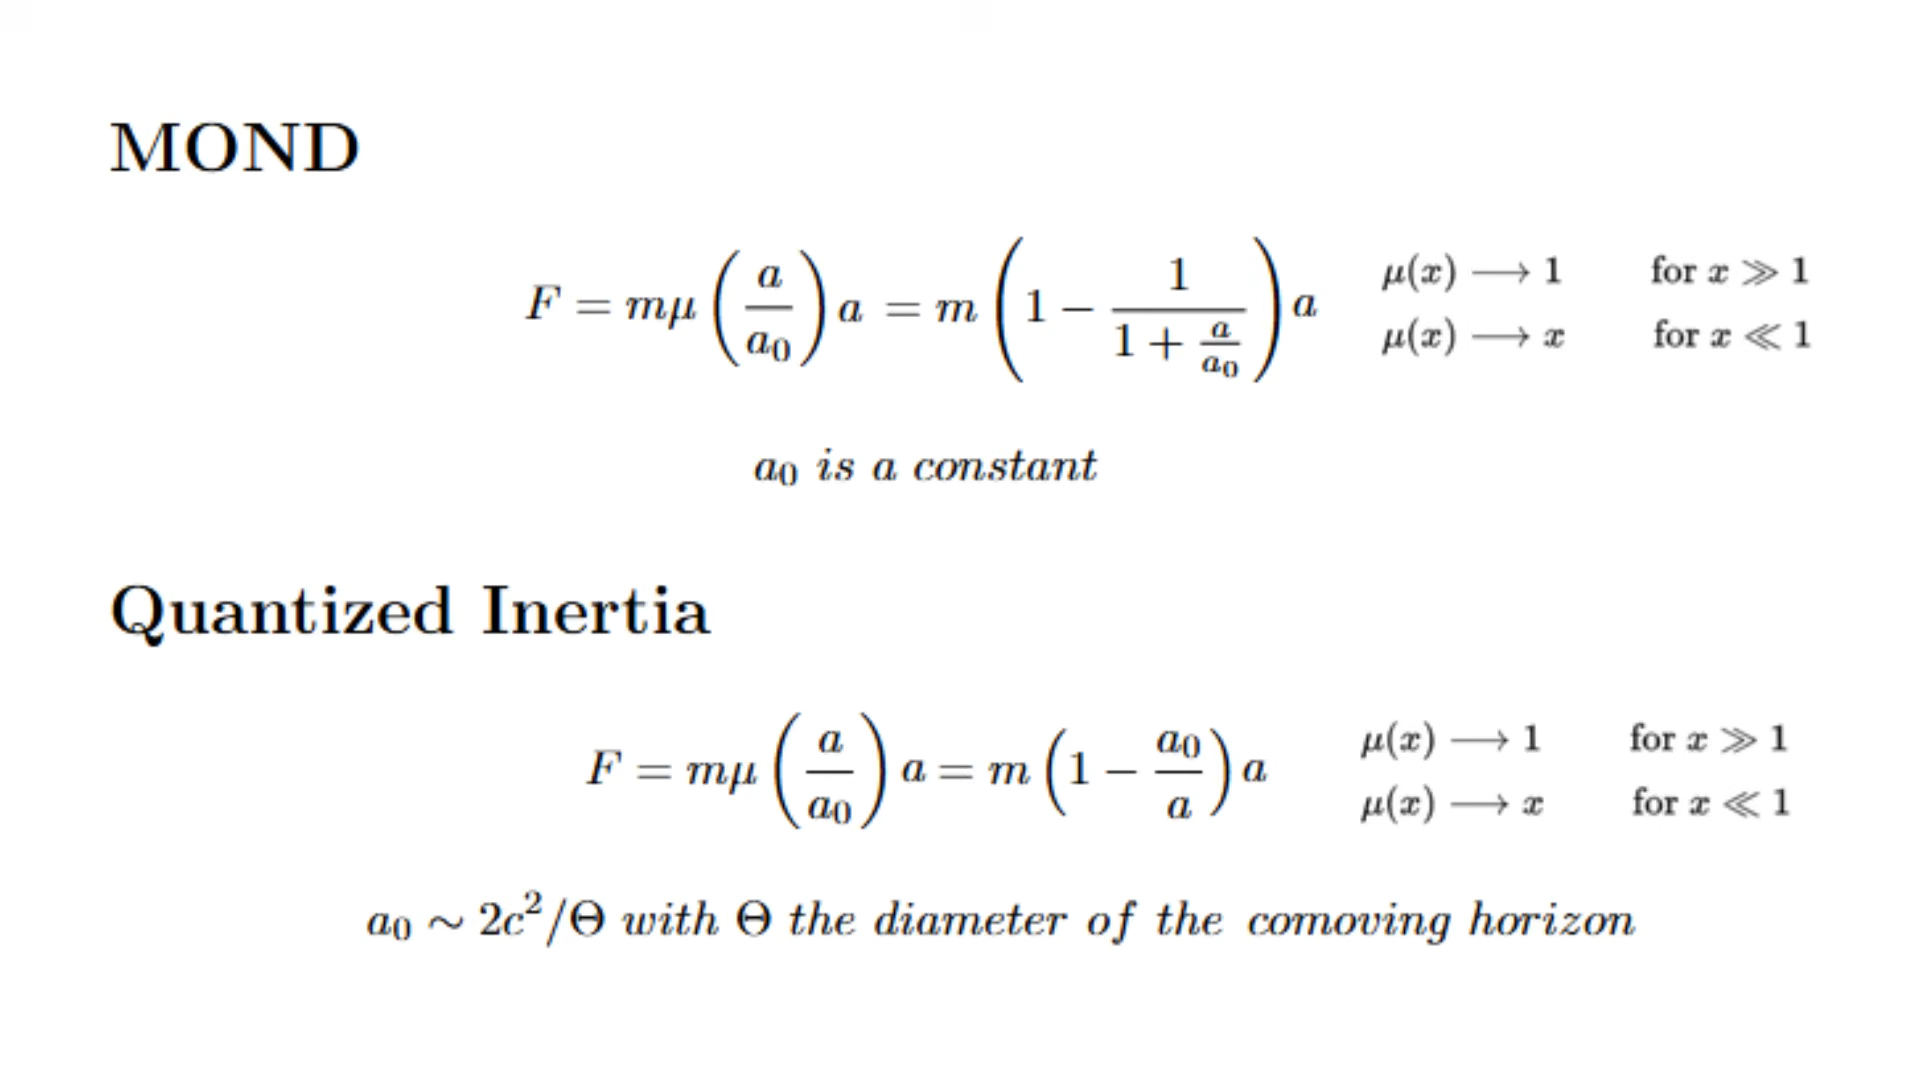 MOND
F = mμ(a/a₀)a = m(1 − 1/(1 + a/a₀))a  μ(x) ⟶ 1  for x ≫ 1
μ(x) ⟶ x  for x ≪ 1
a₀ is a constant
Quantized Inertia
F = mμ(a/a₀)a = m(1 − a₀/a)a  μ(x) ⟶ 1  for x ≫ 1
μ(x) ⟶ x  for x ≪ 1
a₀ ∼ 2c²/Θ with Θ the diameter of the comoving horizon